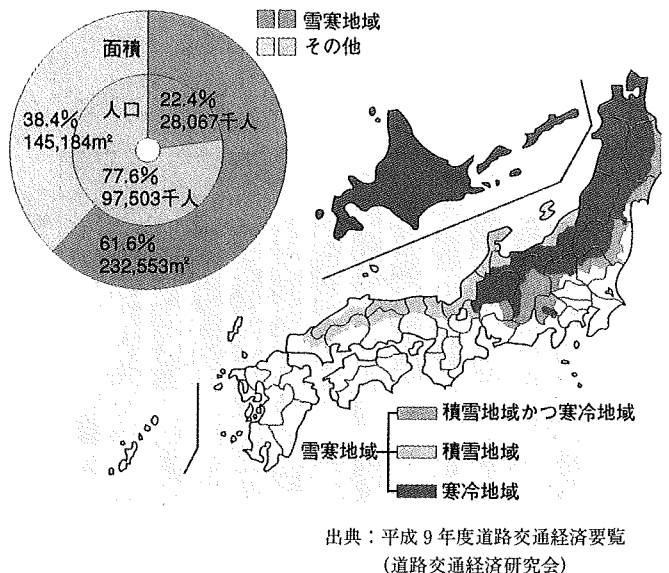 雪寒地域
その他
面積
人口
22.4%
28,067千人
38.4%
145,184m²
77.6%
97,503千人
61.6%
232,553m²
雪寒地域
積雪地域かつ寒冷地域
積雪地域
寒冷地域
出典：平成9年度道路交通経済要覧
(道路交通経済研究会)